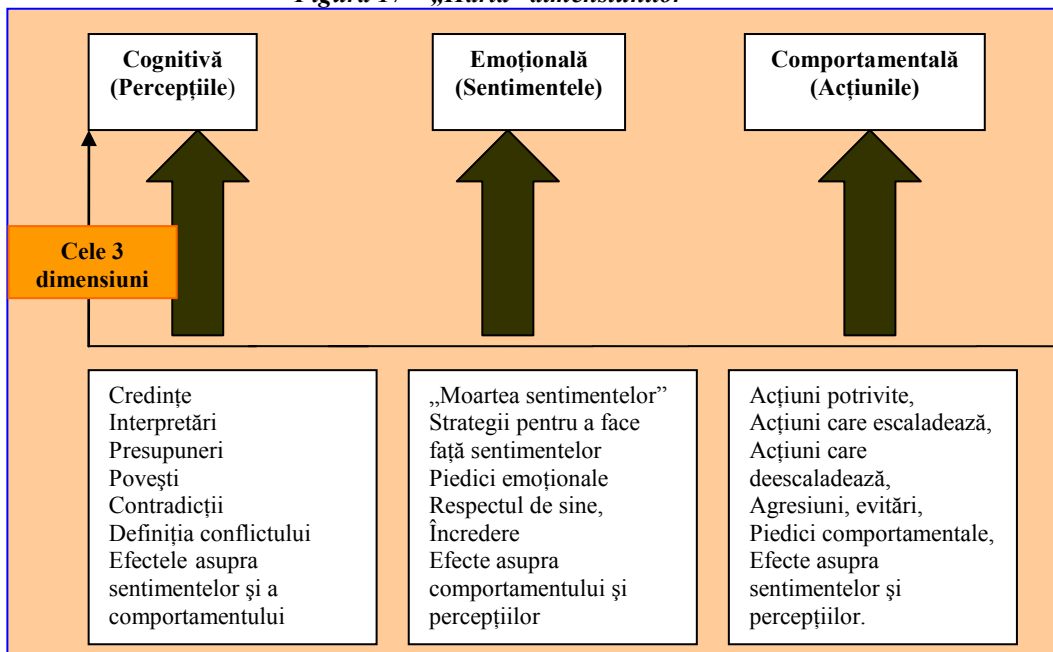 Cognitivă
(Percepțiile)
Emoțională
(Sentimentele)
Comportamentală
(Acțiunile)
Cele 3
dimensiuni
Credințe
Interpretări
Presupuneri
Poveşti
Contradicții
Definiția conflictului
Efectele asupra
sentimentelor şi a
comportamentului
„Moartea sentimentelor”
Strategii pentru a face
față sentimentelor
Piedici emoționale
Respectul de sine,
Încredere
Efecte asupra
comportamentului şi
percepțiilor
Acțiuni potrivite,
Acțiuni care escaladează,
Acțiuni care
deescaladează,
Agresiuni, evitări,
Piedici comportamentale,
Efecte asupra
sentimentelor şi
percepțiilor.